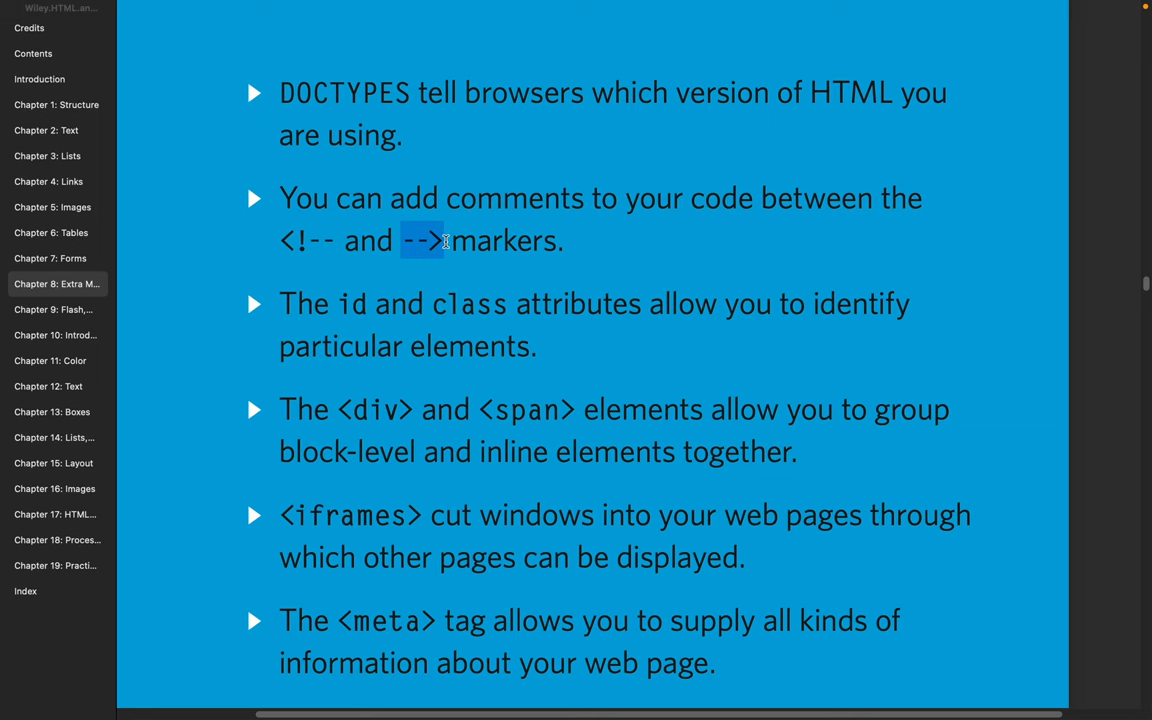 Wiley.HTML.an...
Credits
Contents
Introduction
Chapter 1: Structure
Chapter 2: Text
Chapter 3: Lists
Chapter 4: Links
Chapter 5: Images
Chapter 6: Tables
Chapter 7: Forms
Chapter 8: Extra M...
Chapter 9: Flash,...
Chapter 10: Introd...
Chapter 11: Color
Chapter 12: Text
Chapter 13: Boxes
Chapter 14: Lists,...
Chapter 15: Layout
Chapter 16: Images
Chapter 17: HTML...
Chapter 18: Proces...
Chapter 19: Practi...
Index
DOCTYPES tell browsers which version of HTML you
are using.
You can add comments to your code between the
<!-- and --> markers.
The id and class attributes allow you to identify
particular elements.
The <div> and <span> elements allow you to group
block-level and inline elements together.
<iframes> cut windows into your web pages through
which other pages can be displayed.
The <meta> tag allows you to supply all kinds of
information about your web page.